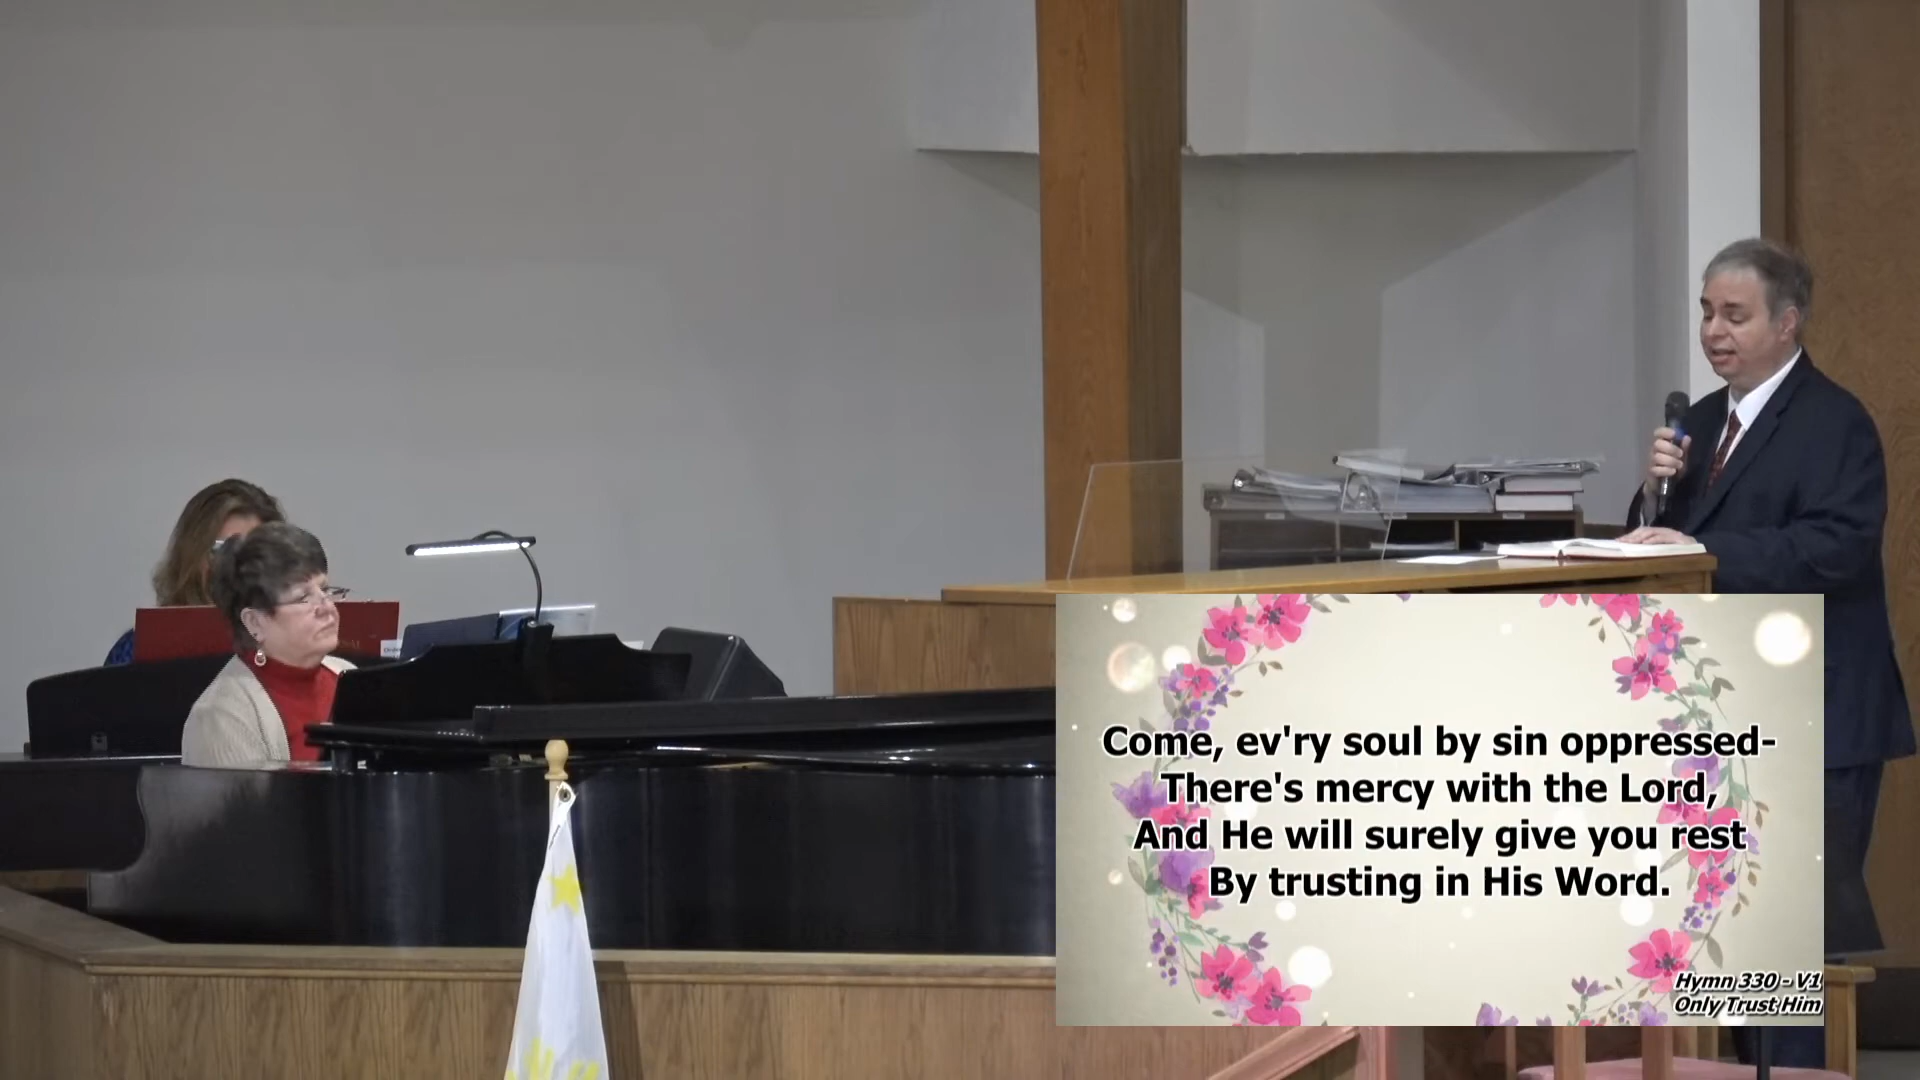 Come, ev'ry soul by sin oppressed-
There's mercy with the Lord,
And He will surely give you rest
By trusting in His Word.
Hymn 330 - V1
Only Trust Him